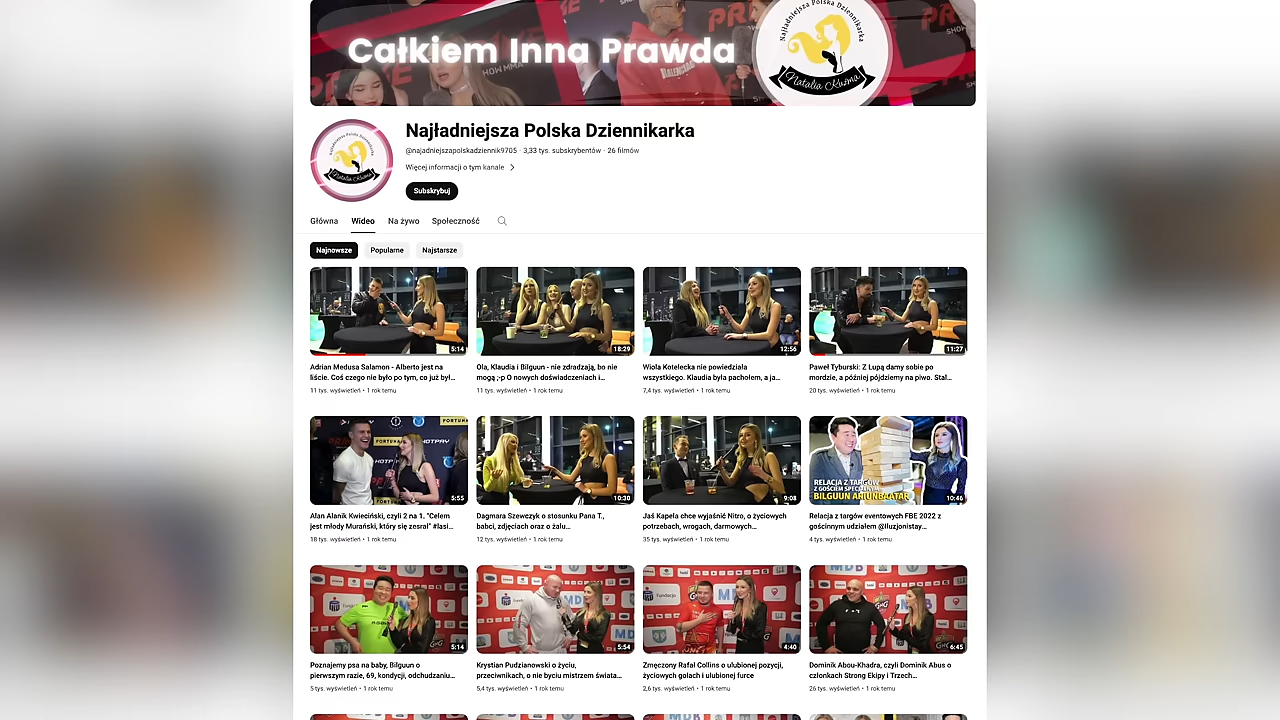 Całkiem Inna Prawda
Najładniejsza Polska Dziennikarka
Natalia Kuśma
HOW MMA
SHOW
Najładniejsza Polska Dziennikarka
@najadniejszapolskadziennik9705 · 3,33 tys. subskrybentów · 26 filmów
Więcej informacji o tym kanale
Subskrybuj
Główna Wideo Na żywo Społeczność
Najnowsze Popularne Najstarsze
5:14
18:29
12:56
11:27
Adrian Medusa Salamon - Alberto jest na
liście. Coś czego nie było po tym, co już był...
11 tys. wyświetleń • 1 rok temu
Ola, Klaudia i Bilguun - nie zdradzają, bo nie
mogą ;-p O nowych doświadczeniach i...
11 tys. wyświetleń • 1 rok temu
Wiola Kotelecka nie powiedziała
wszystkiego. Klaudia była pachołem, a ja...
7,4 tys. wyświetleń • 1 rok temu
Paweł Tyburski: Z Lupą damy sobie po
mordzie, a później pójdziemy na piwo. Stal...
20 tys. wyświetleń • 1 rok temu
FORTUNA
HOTPAY
5:55
10:30
9:08
RELACJA Z TARGÓW
Z GOŚCIEM SPECJALNYM
BILGUUN ARIUNBAATAR
10:46
Alan Alanik Kwieciński, czyli 2 na 1. "Celem
jest młody Murański, który się zesrał" #lasi...
18 tys. wyświetleń • 1 rok temu
Dagmara Szewczyk o stosunku Pana T.,
babci, zdjęciach oraz o żalu...
12 tys. wyświetleń • 1 rok temu
Jaś Kapela chce wyjaśnić Nitro, o życiowych
potrzebach, wrogach, darmowych...
35 tys. wyświetleń • 1 rok temu
Relacja z targów eventowych FBE 2022 z
gościnnym udziałem @Iluzjonistay...
4 tys. wyświetleń • 1 rok temu
MDB
5:14
5:54
4:40
6:45
Poznajemy psa na baby, Bilguun o
pierwszym razie, 69, kondycji, odchudzaniu...
5 tys. wyświetleń • 1 rok temu
Krystian Pudzianowski o życiu,
przeciwnikach, o nie byciu mistrzem świata...
5,4 tys. wyświetleń • 1 rok temu
Zmęczony Rafał Collins o ulubionej pozycji,
życiowych golach i ulubionej furce
2,6 tys. wyświetleń • 1 rok temu
Dominik Abou-Khadra, czyli Dominik Abus o
członkach Strong Ekipy i Trzech...
26 tys. wyświetleń • 1 rok temu